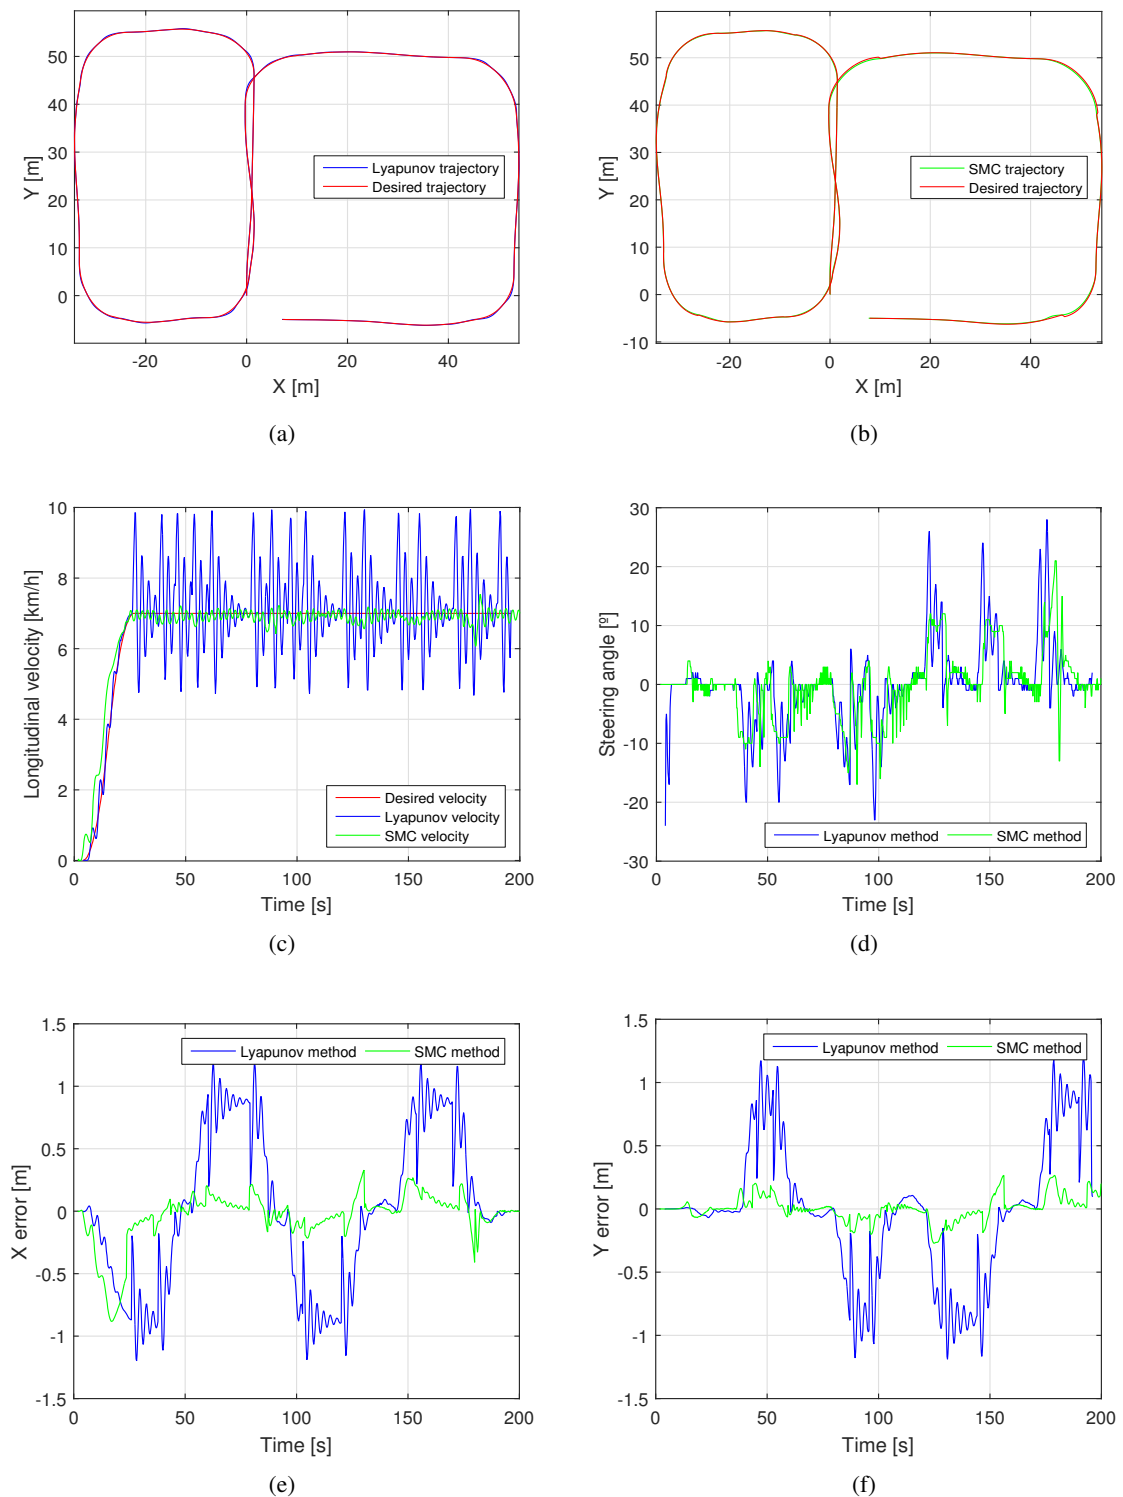 50
40
30
20
10
0
Y [m]
Lyapunov trajectory
Desired trajectory
-20
0
20
40
X [m]
(a)
50
40
30
20
10
0
-10
Y [m]
SMC trajectory
Desired trajectory
-20
0
20
40
X [m]
(b)
10
8
6
4
2
0
Longitudinal velocity [km/h]
Desired velocity
Lyapunov velocity
SMC velocity
0
50
100
150
200
Time [s]
(c)
30
20
10
0
-10
-20
-30
Steering angle [º]
Lyapunov method
SMC method
0
50
100
150
200
Time [s]
(d)
1.5
1
0.5
0
-0.5
-1
-1.5
X error [m]
Lyapunov method
SMC method
0
50
100
150
200
Time [s]
(e)
1.5
1
0.5
0
-0.5
-1
-1.5
Y error [m]
Lyapunov method
SMC method
0
50
100
150
200
Time [s]
(f)